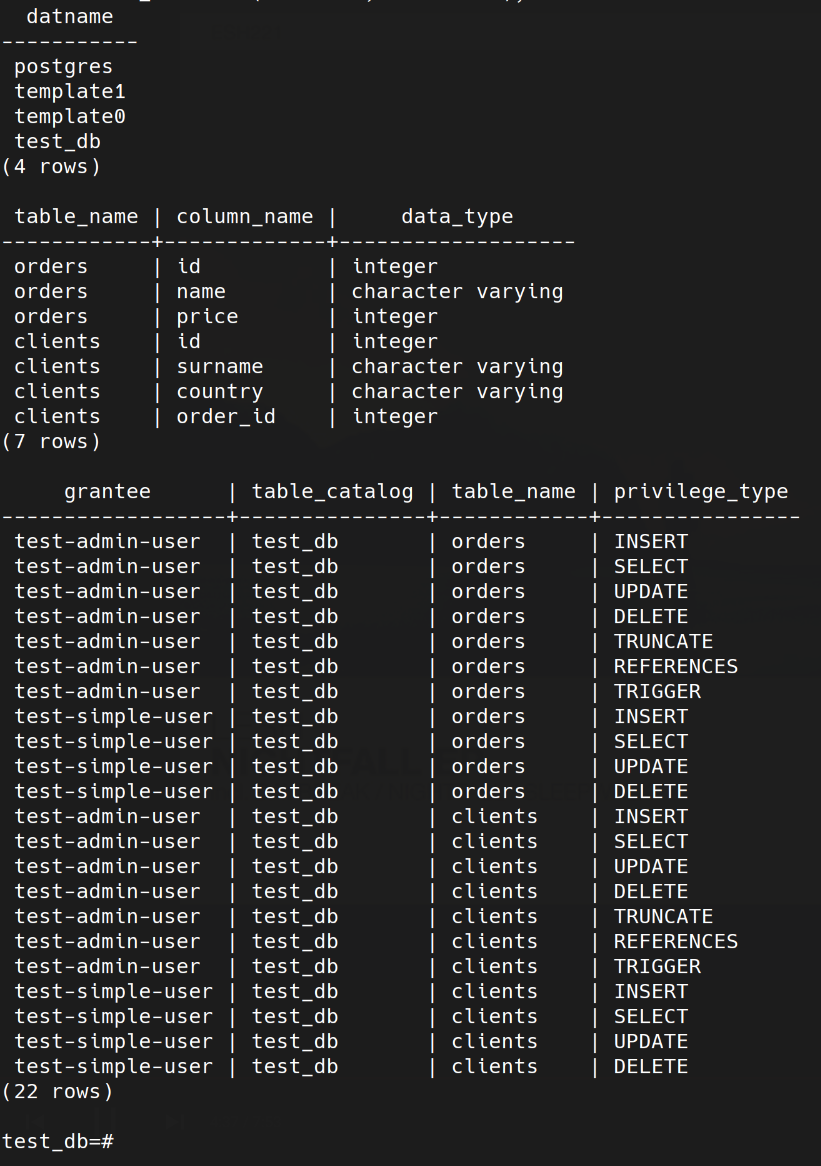 datname
-----------
postgres
template1
template0
test_db
(4 rows)
table_name | column_name | data_type
------------+-------------+-------------------
orders | id | integer
orders | name | character varying
orders | price | integer
clients | id | integer
clients | surname | character varying
clients | country | character varying
clients | order_id | integer
(7 rows)
grantee | table_catalog | table_name | privilege_type
------------------+---------------+------------+----------------
test-admin-user | test_db | orders | INSERT
test-admin-user | test_db | orders | SELECT
test-admin-user | test_db | orders | UPDATE
test-admin-user | test_db | orders | DELETE
test-admin-user | test_db | orders | TRUNCATE
test-admin-user | test_db | orders | REFERENCES
test-admin-user | test_db | orders | TRIGGER
test-simple-user | test_db | orders | INSERT
test-simple-user | test_db | orders | SELECT
test-simple-user | test_db | orders | UPDATE
test-simple-user | test_db | orders | DELETE
test-admin-user | test_db | clients | INSERT
test-admin-user | test_db | clients | SELECT
test-admin-user | test_db | clients | UPDATE
test-admin-user | test_db | clients | DELETE
test-admin-user | test_db | clients | TRUNCATE
test-admin-user | test_db | clients | REFERENCES
test-admin-user | test_db | clients | TRIGGER
test-simple-user | test_db | clients | INSERT
test-simple-user | test_db | clients | SELECT
test-simple-user | test_db | clients | UPDATE
test-simple-user | test_db | clients | DELETE
(22 rows)
test_db=#